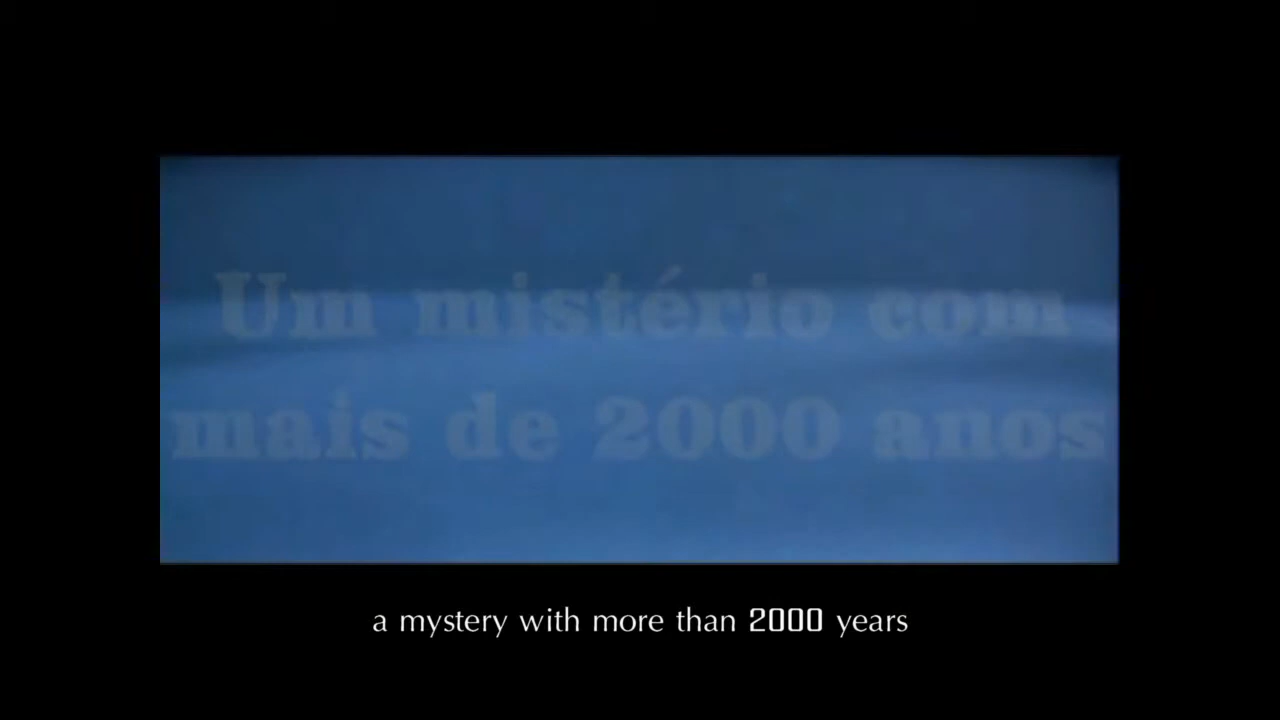 Um mistério com
mais de 2000 anos
a mystery with more than 2000 years